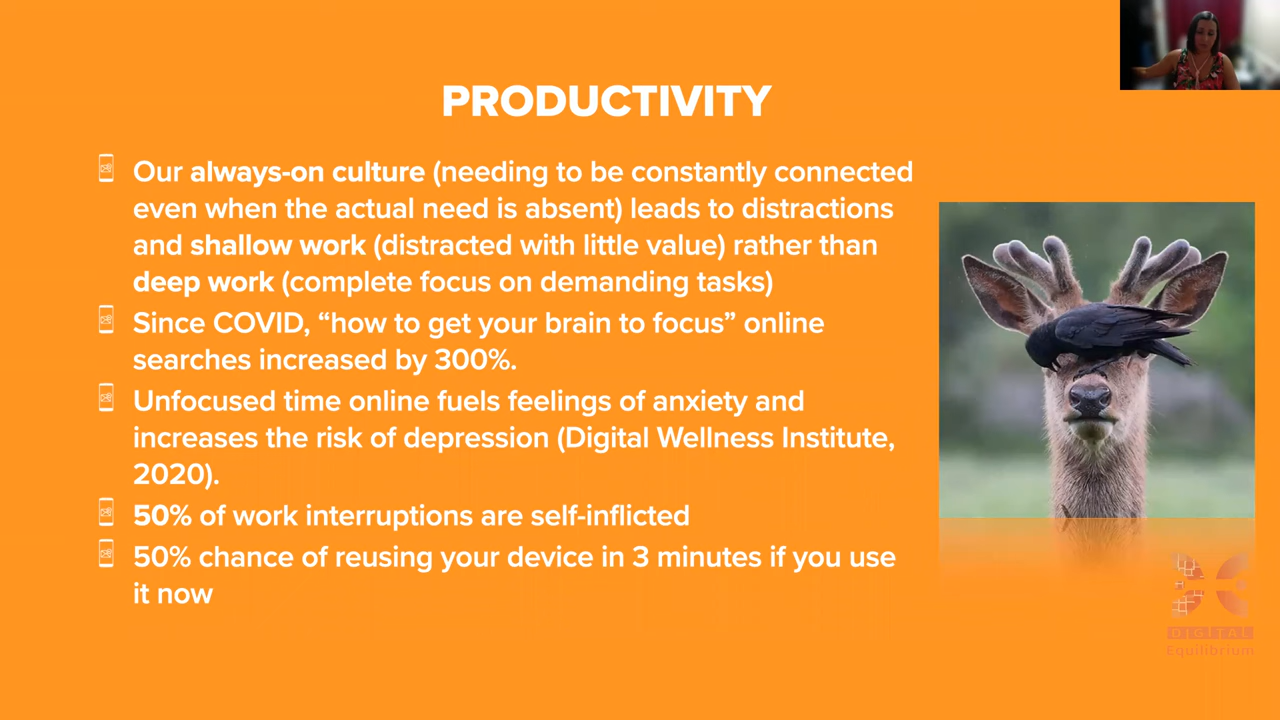 PRODUCTIVITY
Our always-on culture (needing to be constantly connected
even when the actual need is absent) leads to distractions
and shallow work (distracted with little value) rather than
deep work (complete focus on demanding tasks)
Since COVID, “how to get your brain to focus” online
searches increased by 300%.
Unfocused time online fuels feelings of anxiety and
increases the risk of depression (Digital Wellness Institute,
2020).
50% of work interruptions are self-inflicted
50% chance of reusing your device in 3 minutes if you use
it now
DIGITAL
Equilibrium